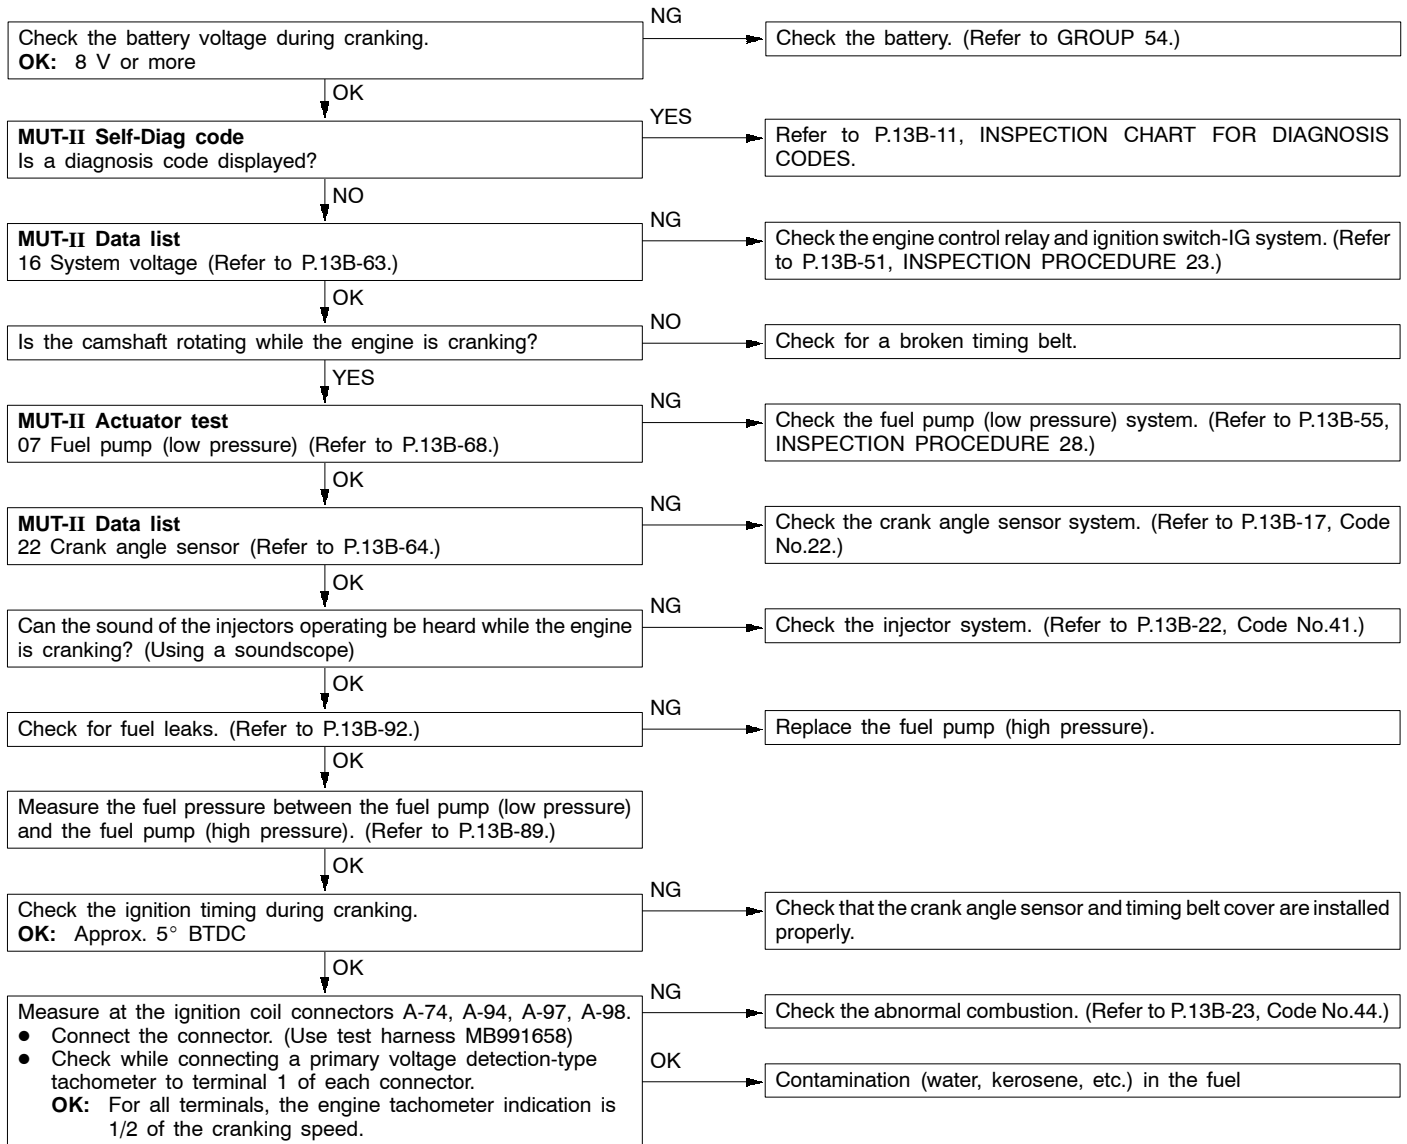 NG
Check the battery voltage during cranking.
OK: 8 V or more
Check the battery. (Refer to GROUP 54.)
OK
MUT-II Self-Diag code
Is a diagnosis code displayed?
YES
Refer to P.13B-11, INSPECTION CHART FOR DIAGNOSIS
CODES.
NO
MUT-II Data list
16 System voltage (Refer to P.13B-63.)
NG
Check the engine control relay and ignition switch-IG system. (Refer
to P.13B-51, INSPECTION PROCEDURE 23.)
OK
Is the camshaft rotating while the engine is cranking?
NO
Check for a broken timing belt.
YES
MUT-II Actuator test
07 Fuel pump (low pressure) (Refer to P.13B-68.)
NG
Check the fuel pump (low pressure) system. (Refer to P.13B-55,
INSPECTION PROCEDURE 28.)
OK
MUT-II Data list
22 Crank angle sensor (Refer to P.13B-64.)
NG
Check the crank angle sensor system. (Refer to P.13B-17, Code
No.22.)
OK
Can the sound of the injectors operating be heard while the engine
is cranking? (Using a soundscope)
NG
Check the injector system. (Refer to P.13B-22, Code No.41.)
OK
Check for fuel leaks. (Refer to P.13B-92.)
NG
Replace the fuel pump (high pressure).
OK
Measure the fuel pressure between the fuel pump (low pressure)
and the fuel pump (high pressure). (Refer to P.13B-89.)
OK
Check the ignition timing during cranking.
OK: Approx. 5° BTDC
NG
Check that the crank angle sensor and timing belt cover are installed
properly.
OK
Measure at the ignition coil connectors A-74, A-94, A-97, A-98.
● Connect the connector. (Use test harness MB991658)
● Check while connecting a primary voltage detection-type
tachometer to terminal 1 of each connector.
OK: For all terminals, the engine tachometer indication is
1/2 of the cranking speed.
NG
Check the abnormal combustion. (Refer to P.13B-23, Code No.44.)
OK
Contamination (water, kerosene, etc.) in the fuel